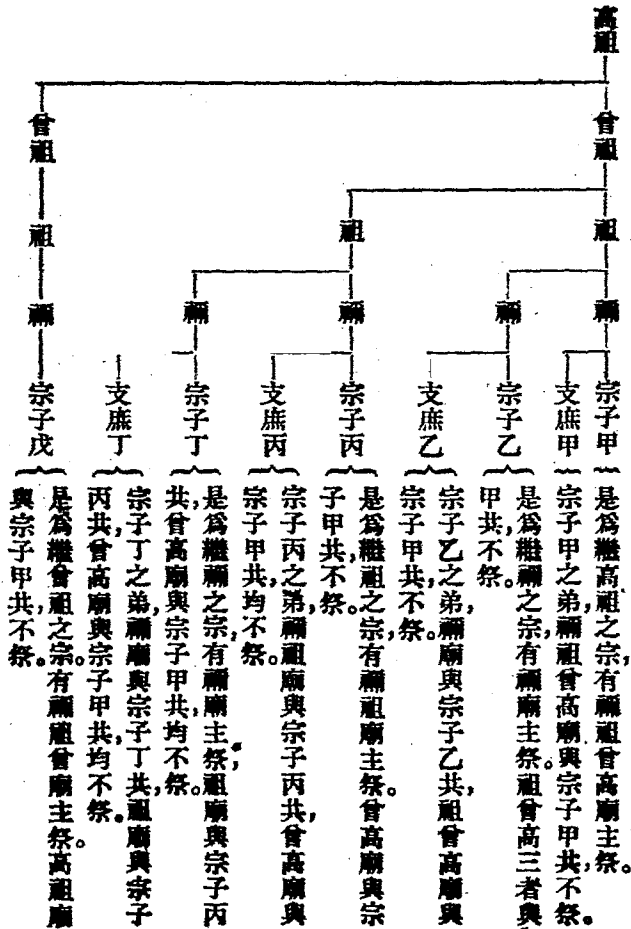 高祖
曾祖
曾祖
祖
祖
祖
禰
禰
禰
禰
禰
宗子甲
支庶甲
宗子乙
支庶乙
宗子丙
支庶丙
宗子丁
支庶丁
宗子戊
是爲繼高祖之宗，有禰祖曾高廟主祭。
宗子甲之弟，禰祖曾高廟與宗子甲共，不祭。
是爲繼禰之宗，有禰廟主祭。祖曾高三者與
甲共，不祭。
宗子乙之弟，禰廟與宗子乙共，祖曾高廟與
宗子甲共，不祭。
是爲繼祖之宗，有禰祖廟主祭。曾高廟與宗
子甲共，不祭。
宗子丙之弟，禰祖廟與宗子丙共，曾高廟與
宗子甲共，均不祭。
是爲繼禰之宗，有禰廟主祭，祖廟與宗子丙
共，曾高廟與宗子甲共，均不祭。
宗子丁之弟，禰廟與宗子丁共，祖廟與宗子
丙共，曾高廟與宗子甲共，均不祭。
是爲繼曾祖之宗。有禰祖曾廟主祭。高祖廟
與宗子甲共，不祭。